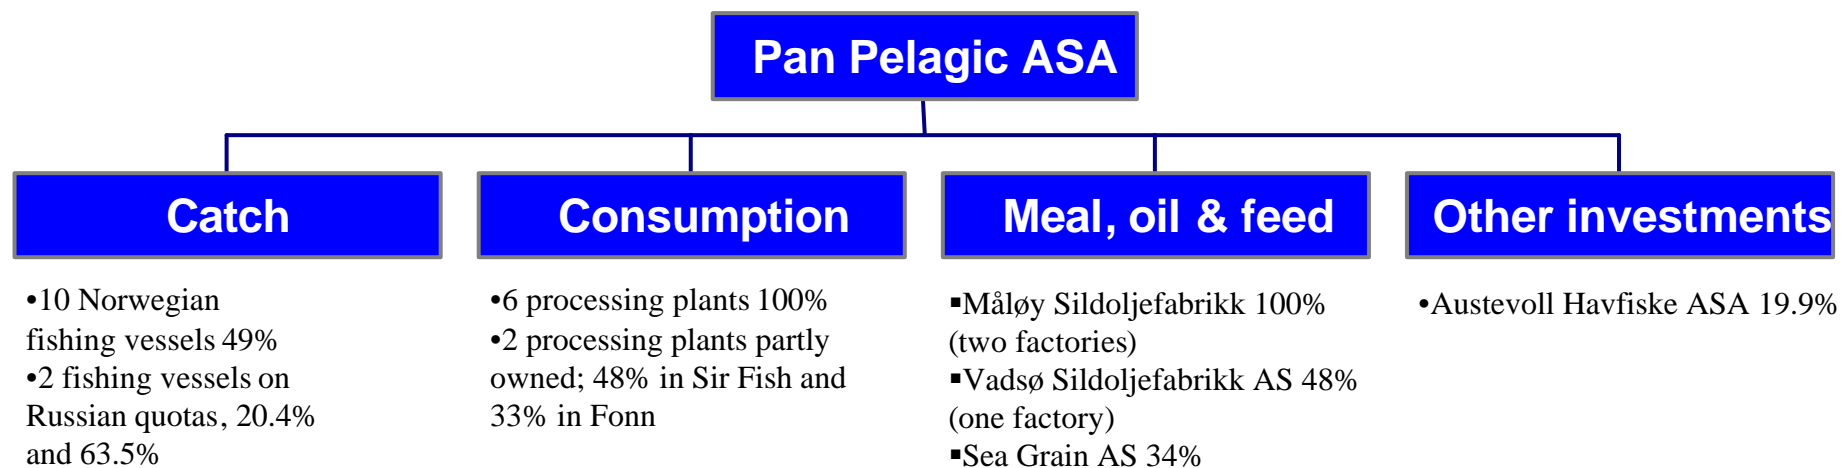 Pan Pelagic ASA
Catch
•10 Norwegian
fishing vessels 49%
•2 fishing vessels on
Russian quotas, 20.4%
and 63.5%
Consumption
•6 processing plants 100%
•2 processing plants partly
owned; 48% in Sir Fish and
33% in Fonn
Meal, oil & feed
▪Måløy Sildoljefabrikk 100%
(two factories)
▪Vadsø Sildoljefabrikk AS 48%
(one factory)
▪Sea Grain AS 34%
Other investments
•Austevoll Havfiske ASA 19.9%